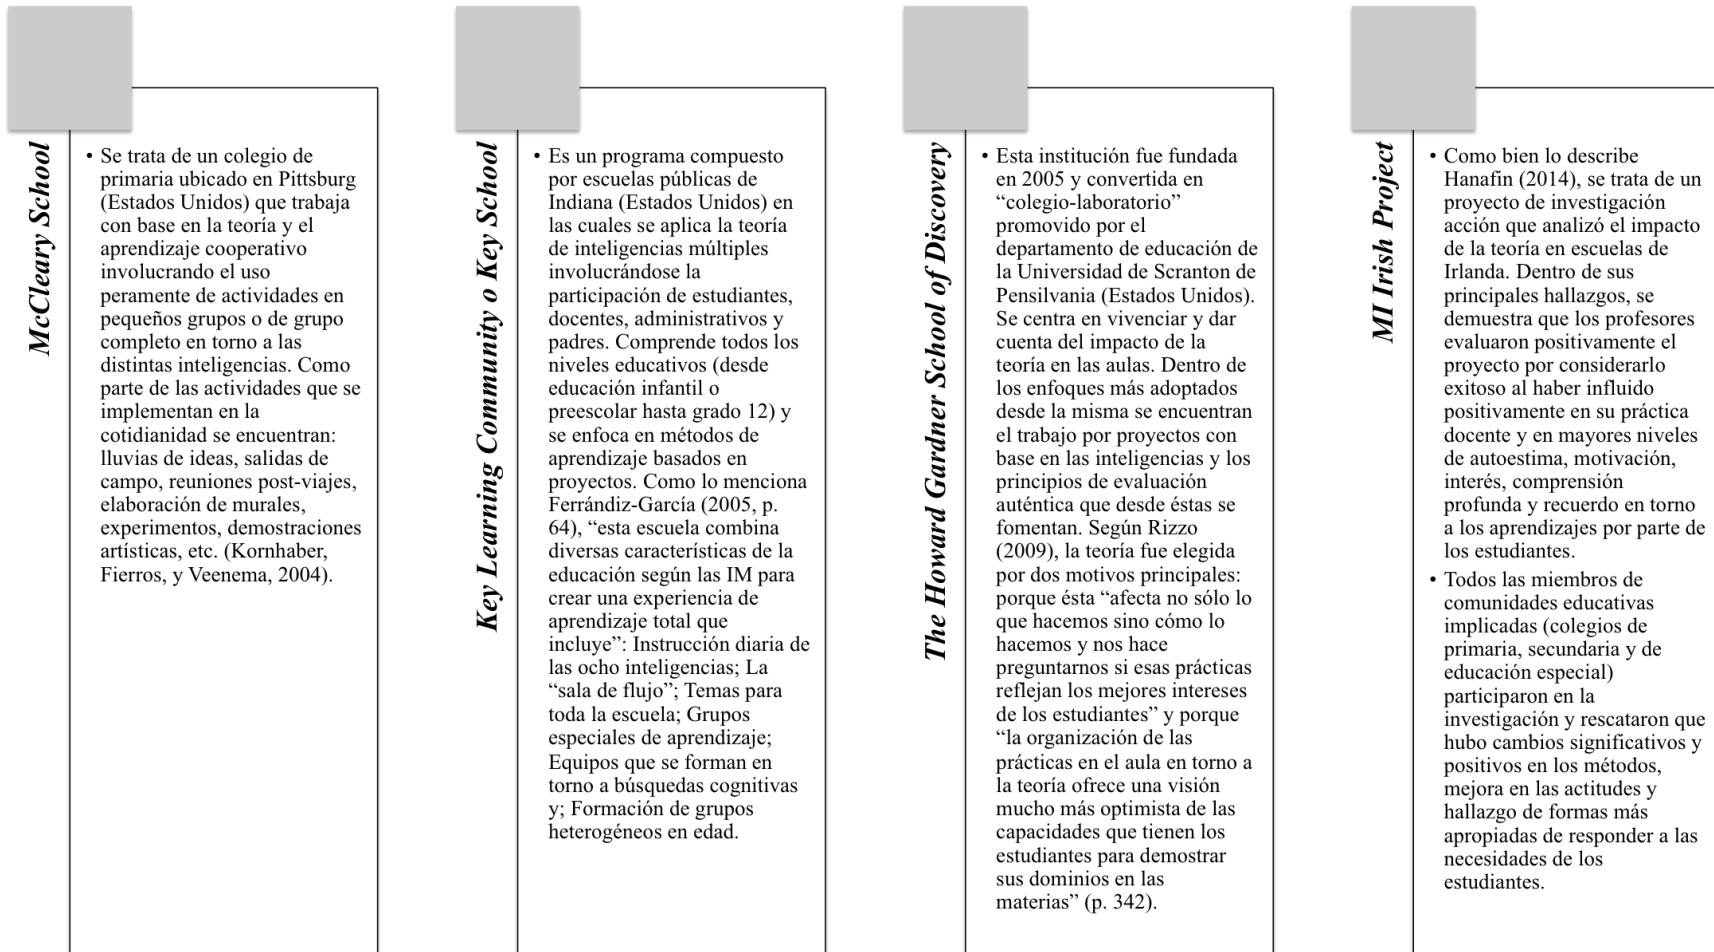 McCleary School
• Se trata de un colegio de
primaria ubicado en Pittsburg
(Estados Unidos) que trabaja
con base en la teoría y el
aprendizaje cooperativo
involucrando el uso
peramente de actividades en
pequeños grupos o de grupo
completo en torno a las
distintas inteligencias. Como
parte de las actividades que se
implementan en la
cotidianidad se encuentran:
lluvias de ideas, salidas de
campo, reuniones post-viajes,
elaboración de murales,
experimentos, demostraciones
artísticas, etc. (Kornhaber,
Fierros, y Veenema, 2004).
Key Learning Community o Key School
• Es un programa compuesto
por escuelas públicas de
Indiana (Estados Unidos) en
las cuales se aplica la teoría
de inteligencias múltiples
involucrándose la
participación de estudiantes,
docentes, administrativos y
padres. Comprende todos los
niveles educativos (desde
educación infantil o
preescolar hasta grado 12) y
se enfoca en métodos de
aprendizaje basados en
proyectos. Como lo menciona
Ferrándiz-García (2005, p.
64), “esta escuela combina
diversas características de la
educación según las IM para
crear una experiencia de
aprendizaje total que
incluye”: Instrucción diaria de
las ocho inteligencias; La
“sala de flujo”; Temas para
toda la escuela; Grupos
especiales de aprendizaje;
Equipos que se forman en
torno a búsquedas cognitivas
y; Formación de grupos
heterogéneos en edad.
The Howard Gardner School of Discovery
• Esta institución fue fundada
en 2005 y convertida en
“colegio-laboratorio”
promovido por el
departamento de educación de
la Universidad de Scranton de
Pensilvania (Estados Unidos).
Se centra en vivenciar y dar
cuenta del impacto de la
teoría en las aulas. Dentro de
los enfoques más adoptados
desde la misma se encuentran
el trabajo por proyectos con
base en las inteligencias y los
principios de evaluación
auténtica que desde éstas se
fomentan. Según Rizzo
(2009), la teoría fue elegida
por dos motivos principales:
porque ésta “afecta no sólo lo
que hacemos sino cómo lo
hacemos y nos hace
preguntarnos si esas prácticas
reflejan los mejores intereses
de los estudiantes” y porque
“la organización de las
prácticas en el aula en torno a
la teoría ofrece una visión
mucho más optimista de las
capacidades que tienen los
estudiantes para demostrar
sus dominios en las
materias” (p. 342).
MI Irish Project
• Como bien lo describe
Hanafin (2014), se trata de un
proyecto de investigación
acción que analizó el impacto
de la teoría en escuelas de
Irlanda. Dentro de sus
principales hallazgos, se
demuestra que los profesores
evaluaron positivamente el
proyecto por considerarlo
exitoso al haber influido
positivamente en su práctica
docente y en mayores niveles
de autoestima, motivación,
interés, comprensión
profunda y recuerdo en torno
a los aprendizajes por parte de
los estudiantes.
• Todos las miembros de
comunidades educativas
implicadas (colegios de
primaria, secundaria y de
educación especial)
participaron en la
investigación y rescataron que
hubo cambios significativos y
positivos en los métodos,
mejora en las actitudes y
hallazgo de formas más
apropiadas de responder a las
necesidades de los
estudiantes.